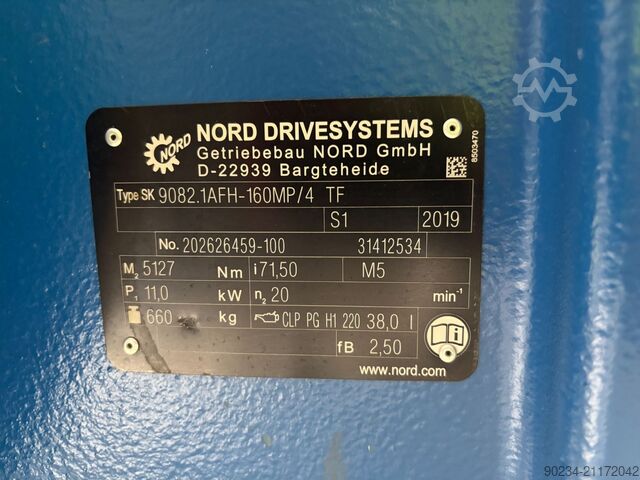 NORD
NORD DRIVESYSTEMS
Getriebebau NORD GmbH
D-22939 Bargteheide
8503470
Type SK 9082.1AFH-160MP/4 TF
S1 2019
No. 202626459-100 31412534
M2 5127 Nm i 71,50 M5
P1 11,0 kW n2 20 min-1
660 kg CLP PG H1 220 38,0 l
fB 2,50
i
www.nord.com
90234-21172042